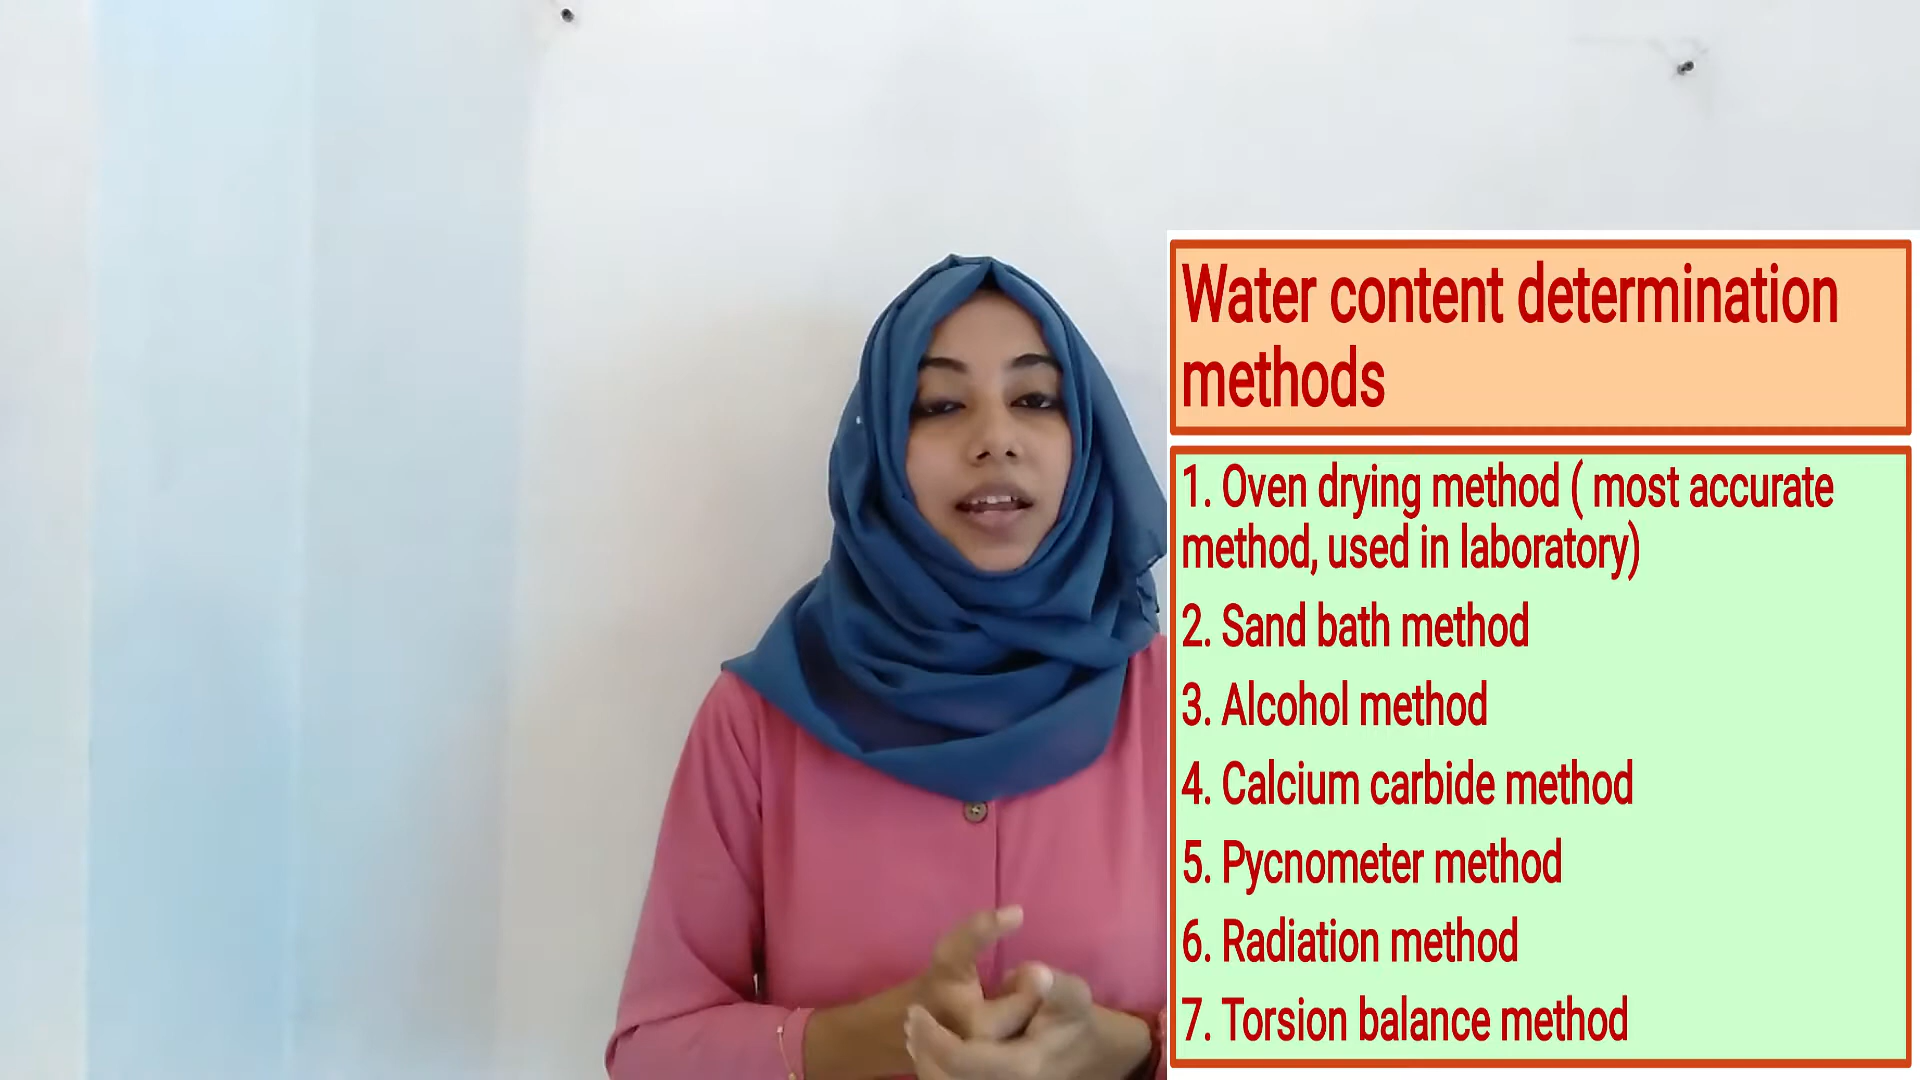 Water content determination
methods
1. Oven drying method ( most accurate
method, used in laboratory)
2. Sand bath method
3. Alcohol method
4. Calcium carbide method
5. Pycnometer method
6. Radiation method
7. Torsion balance method